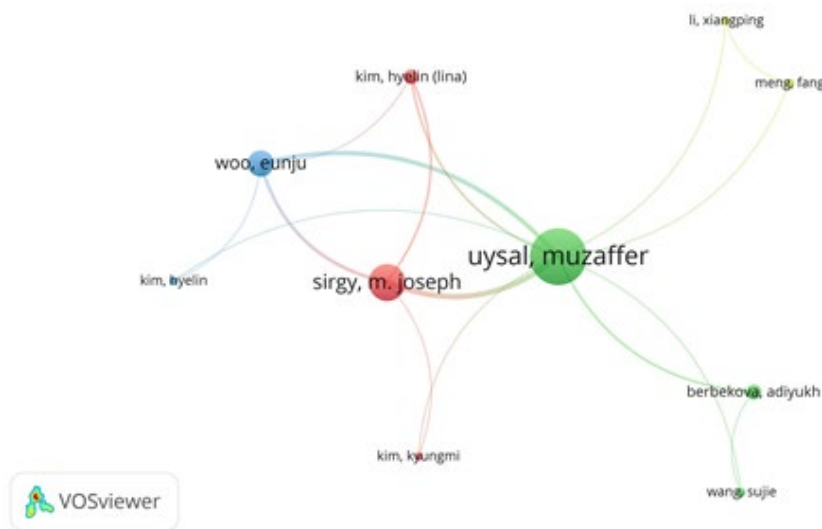 li, xiangping
kim, hyelin (lina)
meng, fang
woo, eunju
uysal, muzaffer
kim, hyelin
sirgy, m. joseph
berbekova, adiyukh
kim, kyungmi
wang, sujie
VOSviewer